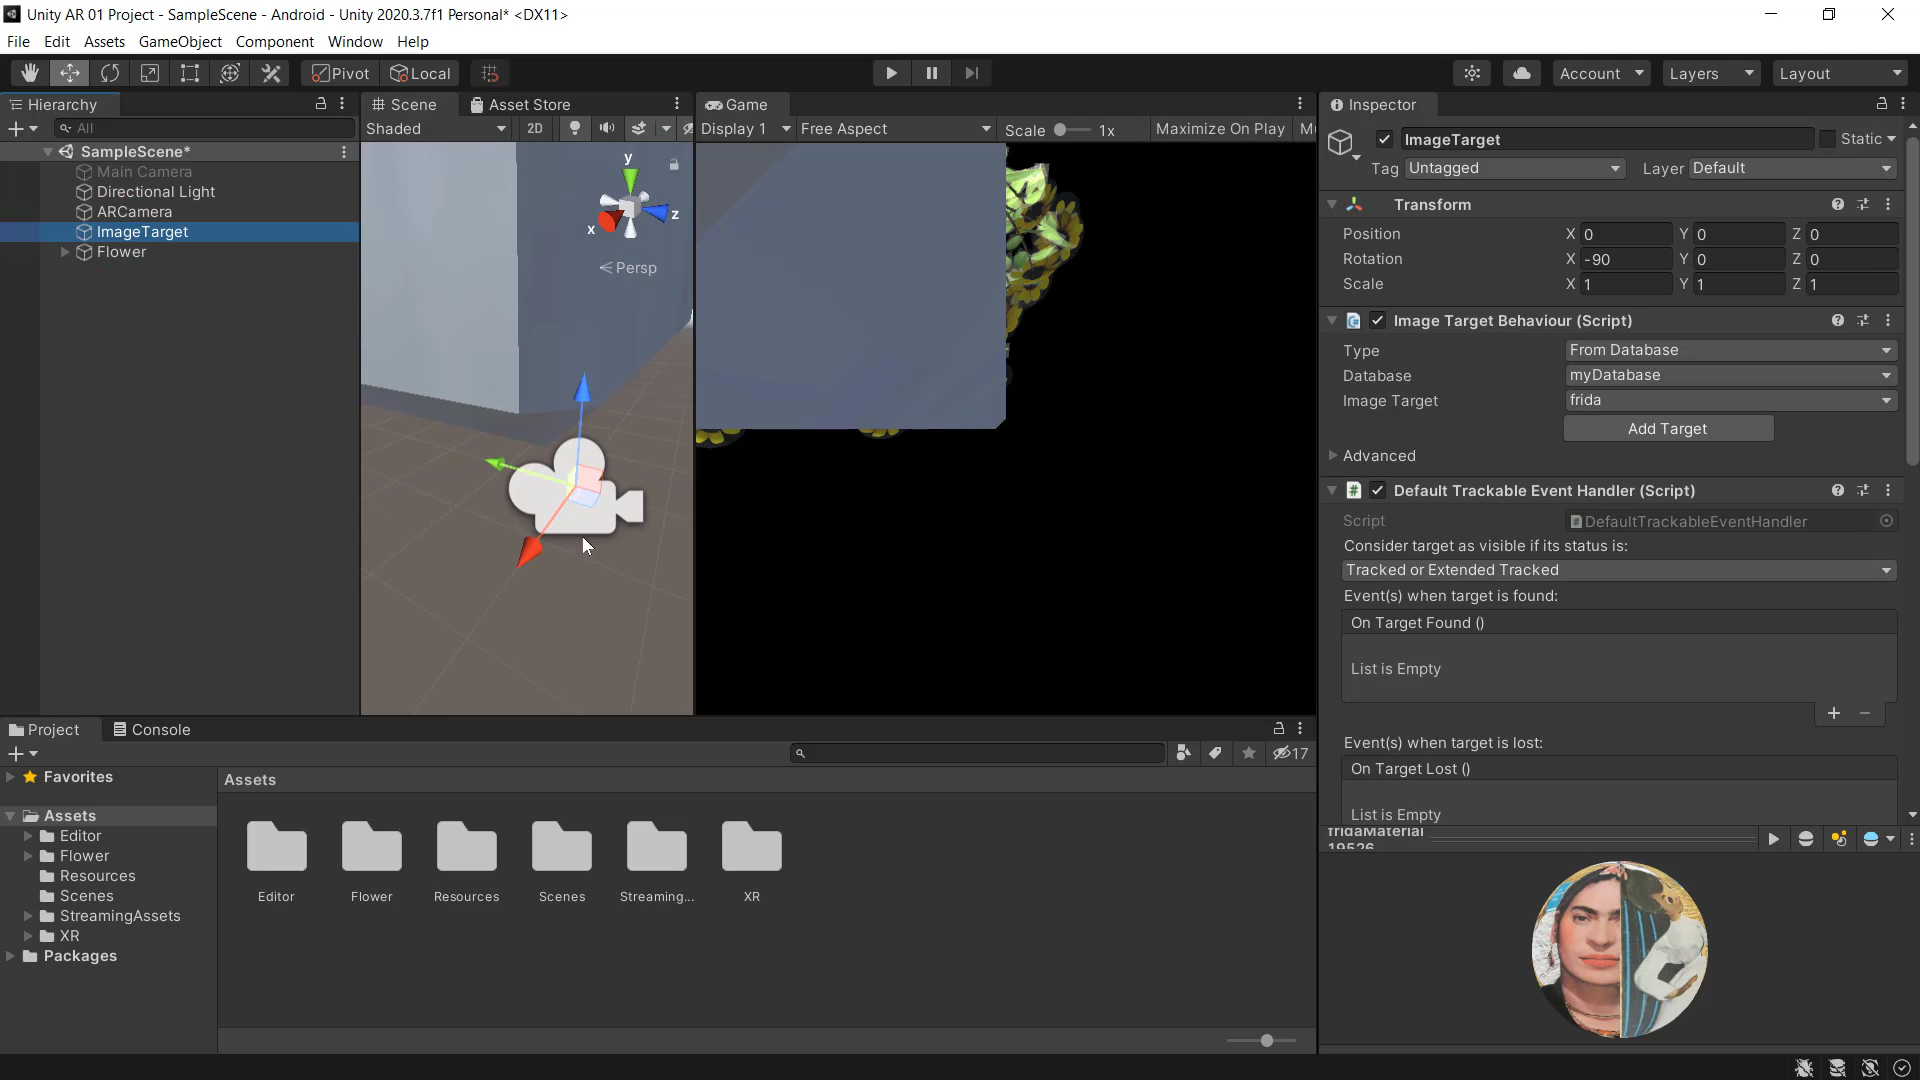 Unity AR 01 Project - SampleScene - Android - Unity 2020.3.7f1 Personal* <DX11>
File Edit Assets GameObject Component Window Help
Pivot Local Account Layers Layout
Hierarchy
All
SampleScene*
Main Camera
Directional Light
ARCamera
ImageTarget
Flower
Scene Asset Store
Shaded 2D
y
z
x
Persp
Game
Display 1 Free Aspect Scale 1x Maximize On Play M
Inspector
ImageTarget Static
Tag Untagged Layer Default
Transform
Position X 0 Y 0 Z 0
Rotation X -90 Y 0 Z 0
Scale X 1 Y 1 Z 1
Image Target Behaviour (Script)
Type From Database
Database myDatabase
Image Target frida
Add Target
Advanced
Default Trackable Event Handler (Script)
Script DefaultTrackableEventHandler
Consider target as visible if its status is:
Tracked or Extended Tracked
Event(s) when target is found:
On Target Found ()
List is Empty
Event(s) when target is lost:
On Target Lost ()
List is Empty
fridaMaterial
19526
Project Console
17
Favorites
Assets
Editor
Flower
Resources
Scenes
StreamingAssets
XR
Packages
Assets
Editor Flower Resources Scenes Streaming... XR